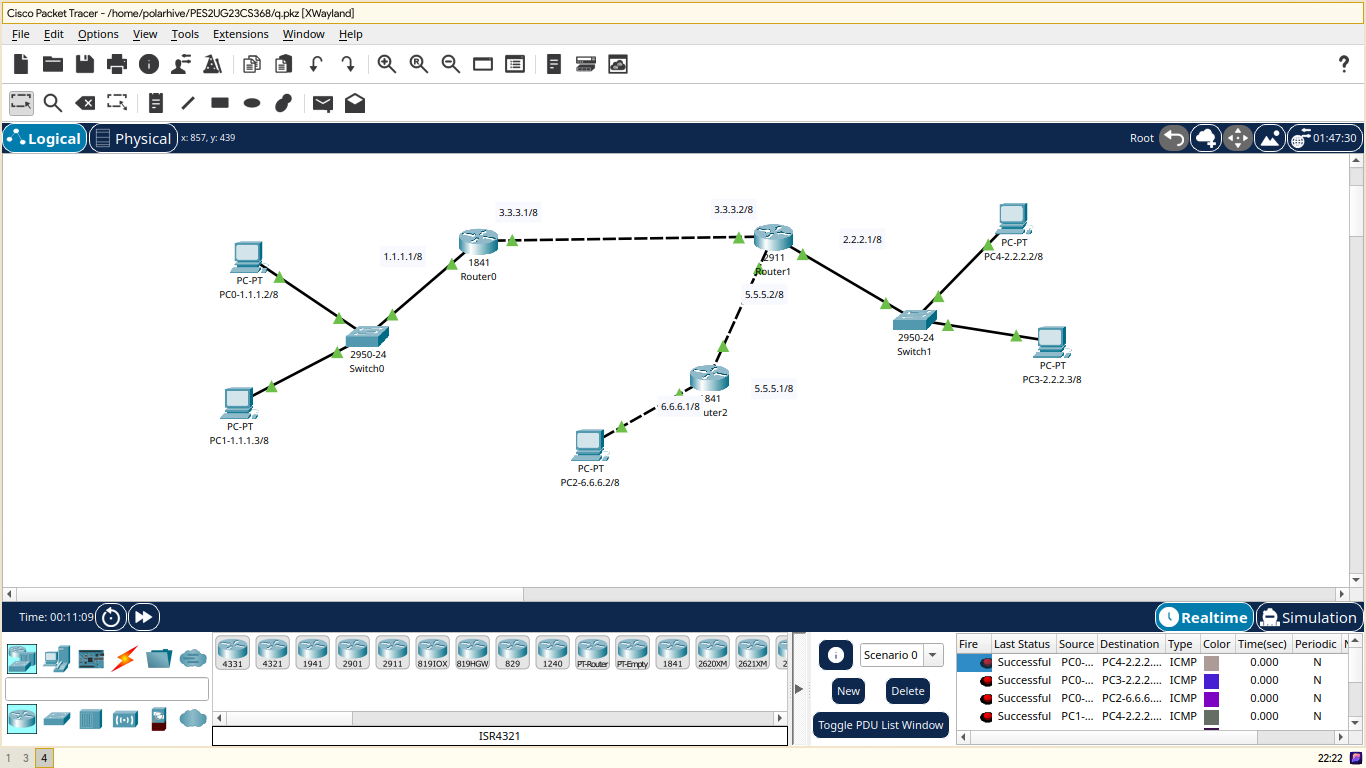 Cisco Packet Tracer - /home/polarhive/PES2UG23CS368/q.pkz [XWayland]
File Edit Options View Tools Extensions Window Help
Logical Physical x: 857, y: 439 Root 01:47:30
3.3.3.1/8
3.3.3.2/8
1.1.1.1/8
2.2.2.1/8
1841
Router0
2911
Router1
PC-PT
PC4-2.2.2.2/8
PC-PT
PC0-1.1.1.2/8
5.5.5.2/8
2950-24
Switch0
2950-24
Switch1
PC-PT
PC3-2.2.2.3/8
5.5.5.1/8
6.6.6.1/8
841
uter2
PC-PT
PC1-1.1.1.3/8
PC-PT
PC2-6.6.6.2/8
Time: 00:11:09 Realtime Simulation
4331 4321 1941 2901 2911 819IOX 819HGW 829 1240 PT-Router PT-Empty 1841 2620XM 2621XM 2
ISR4321
Scenario 0
New Delete
Toggle PDU List Window
Fire Last Status Source Destination Type Color Time(sec) Periodic
Successful PC0-... PC4-2.2.2.... ICMP 0.000 N
Successful PC0-... PC3-2.2.2.... ICMP 0.000 N
Successful PC0-... PC2-6.6.6.... ICMP 0.000 N
Successful PC1-... PC4-2.2.2.... ICMP 0.000 N
1 3 4 22:22